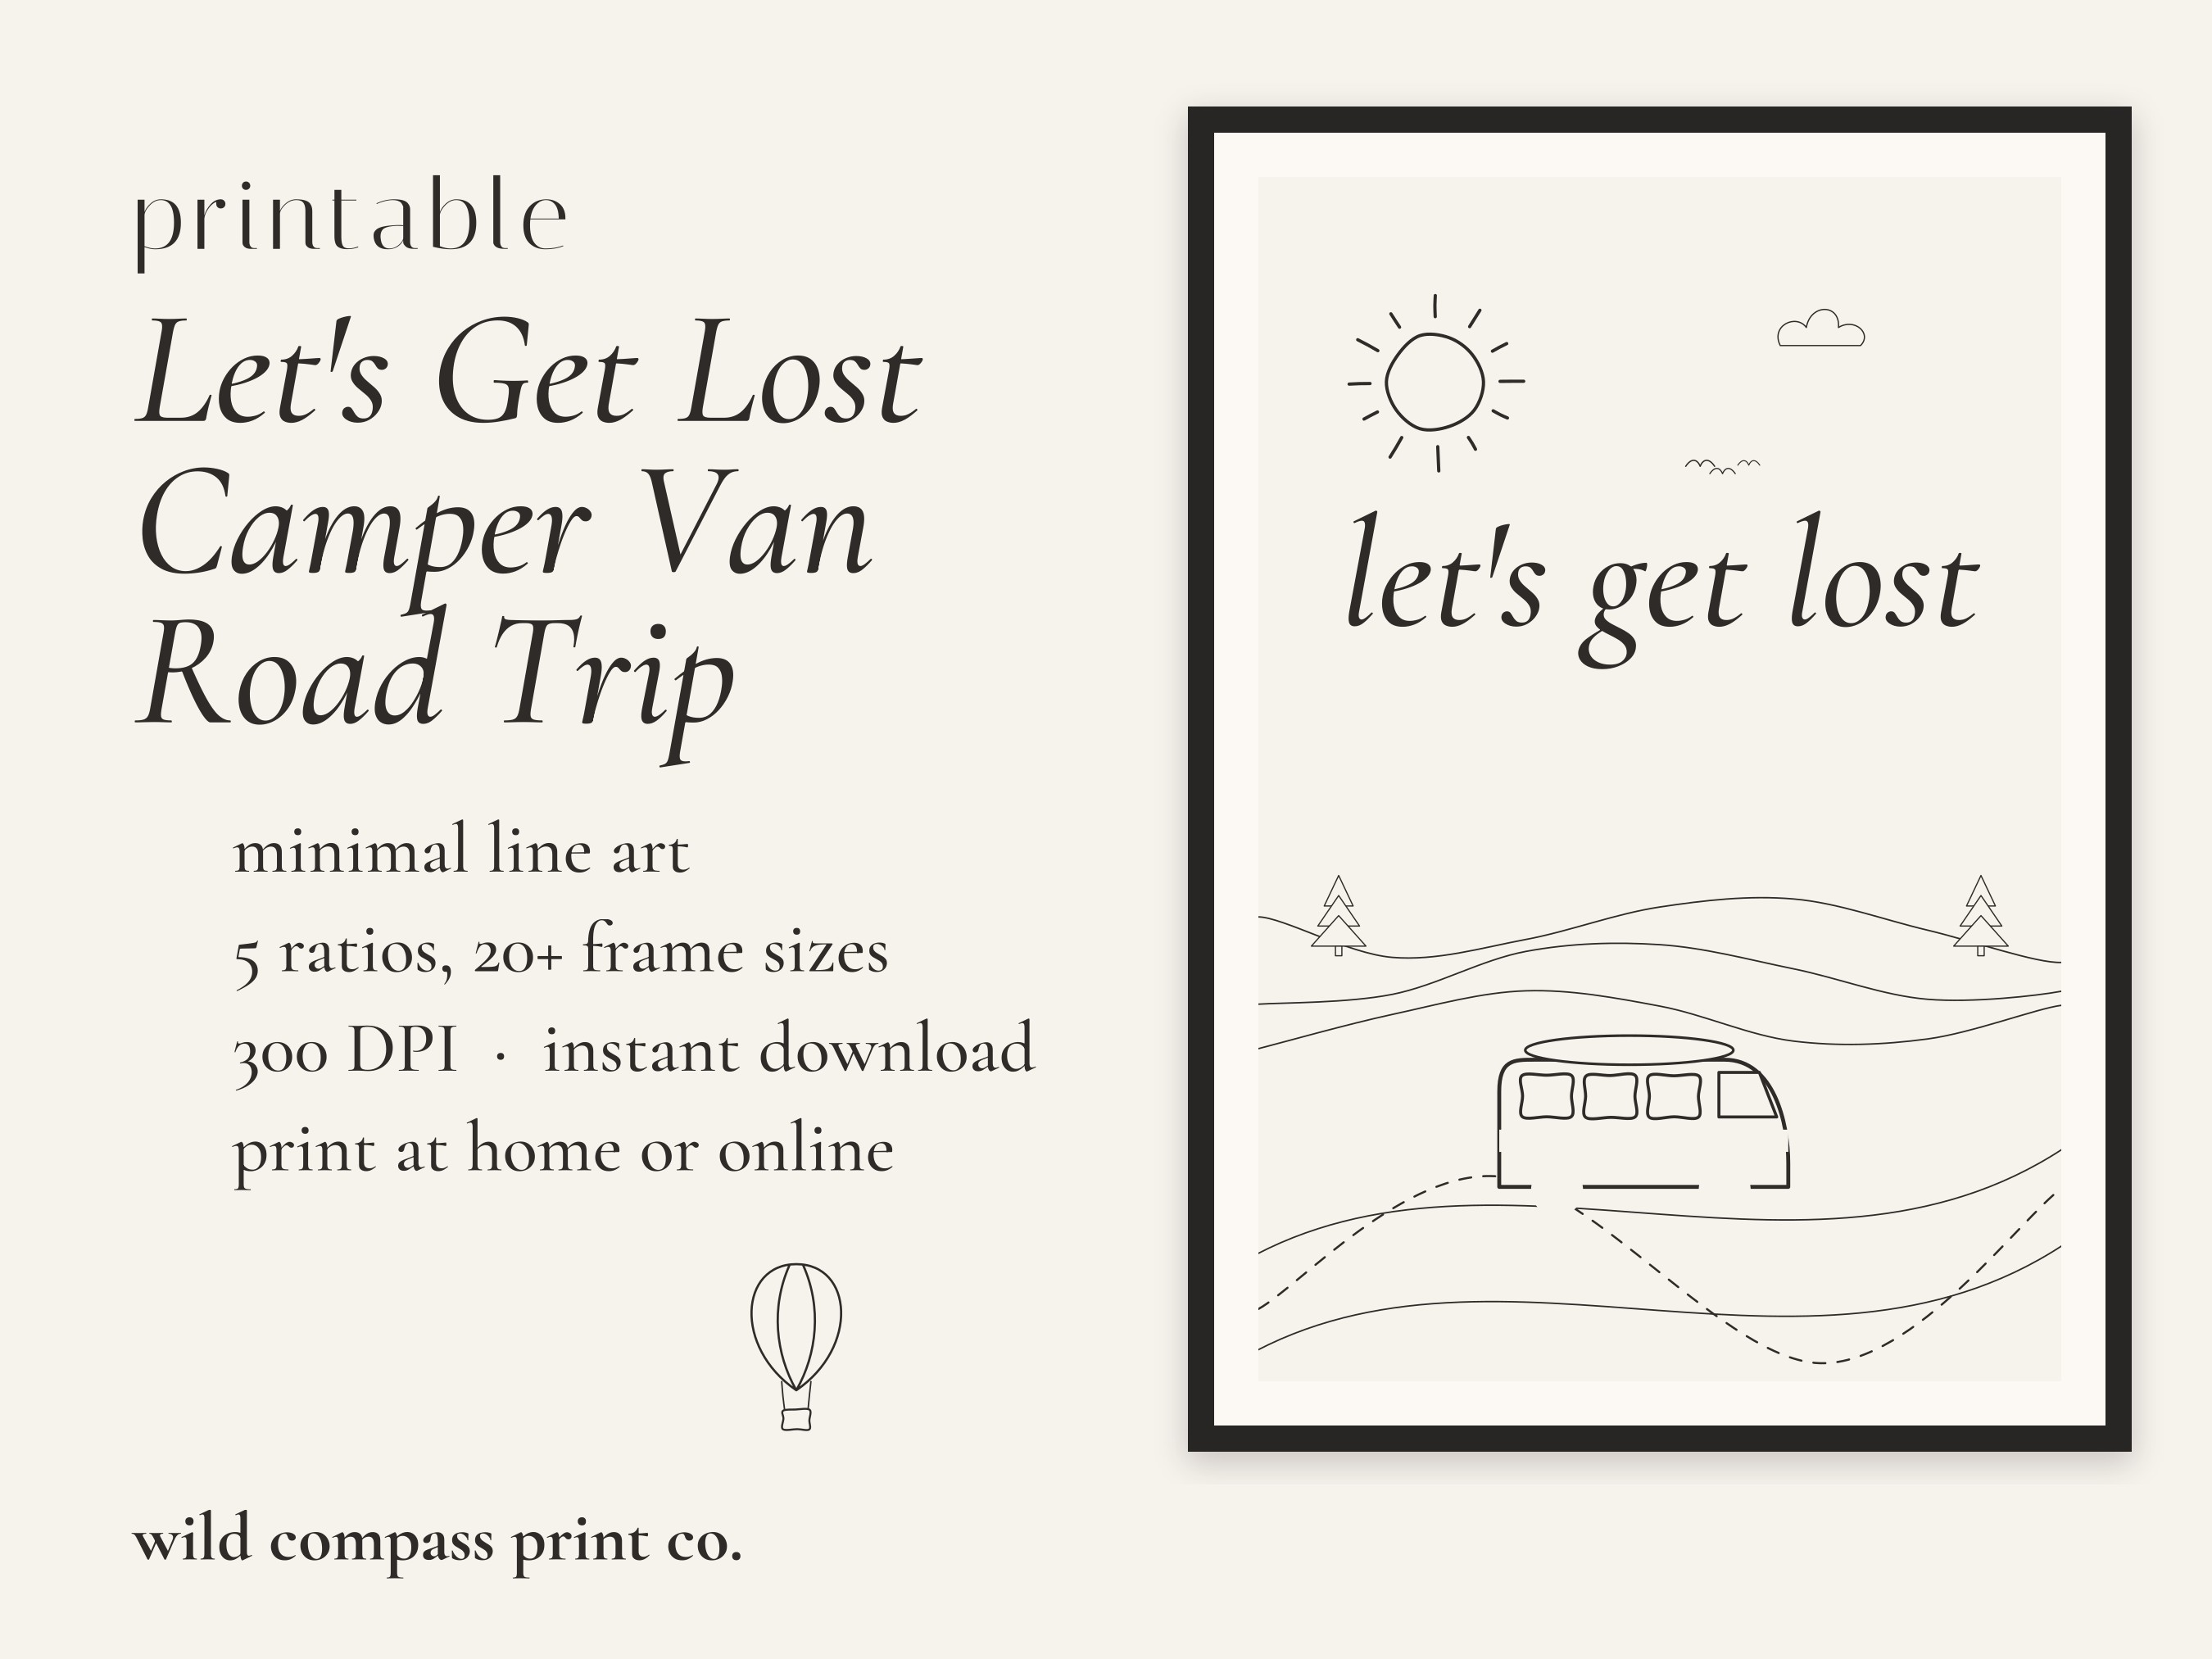 printable
Let's Get Lost
Camper Van
Road Trip
minimal line art
5 ratios, 20+ frame sizes
300 DPI · instant download
print at home or online
wild compass print co.
let's get lost